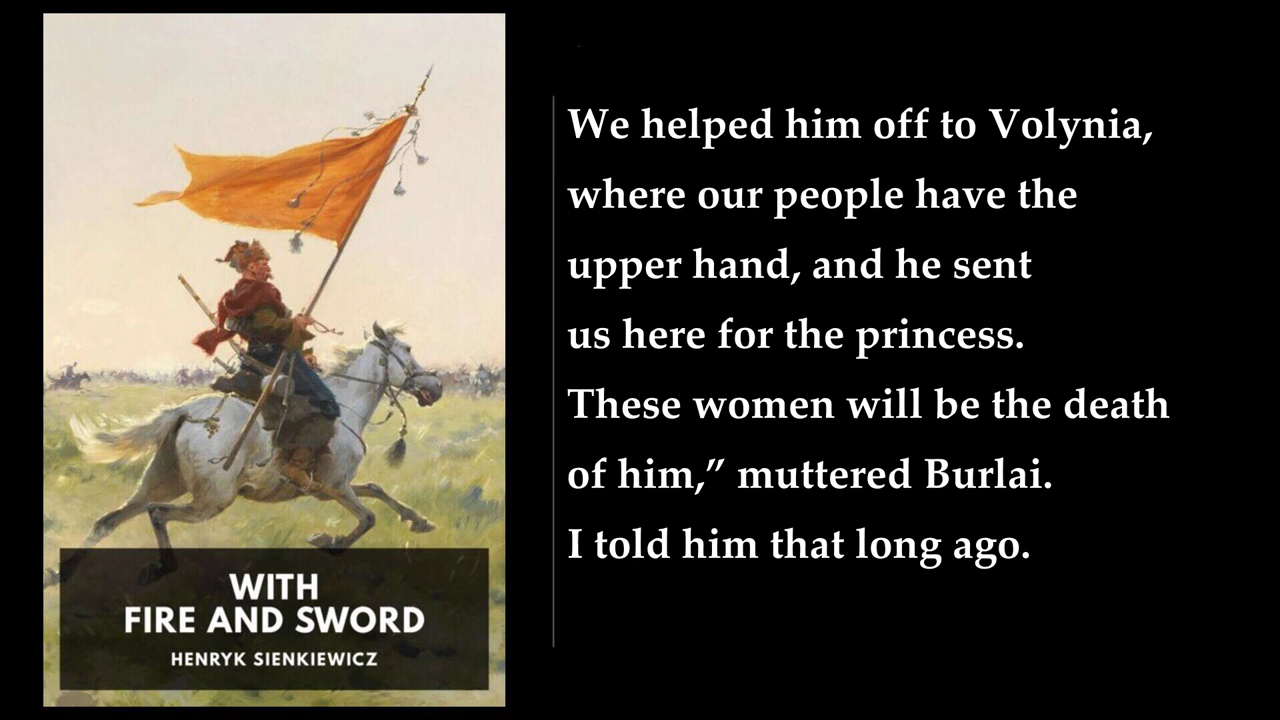 WITH
FIRE AND SWORD
HENRYK SIENKIEWICZ
We helped him off to Volynia,
where our people have the
upper hand, and he sent
us here for the princess.
These women will be the death
of him,” muttered Burlai.
I told him that long ago.